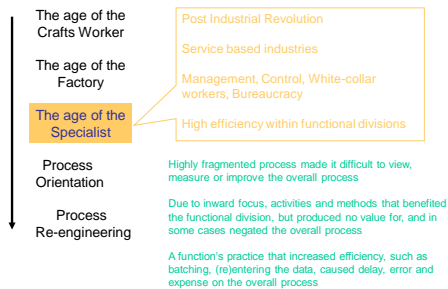 The age of the
Crafts Worker
The age of the
Factory
The age of the
Specialist
Process
Orientation
Process
Re-engineering
Post Industrial Revolution
Service based industries
Management, Control, White-collar
workers, Bureaucracy
High efficiency within functional divisions
Highly fragmented process made it difficult to view,
measure or improve the overall process
Due to inward focus, activities and methods that benefited
the functional division, but produced no value for, and in
some cases negated the overall process
A function's practice that increased efficiency, such as
batching, (re)entering the data, caused delay, error and
expense on the overall process